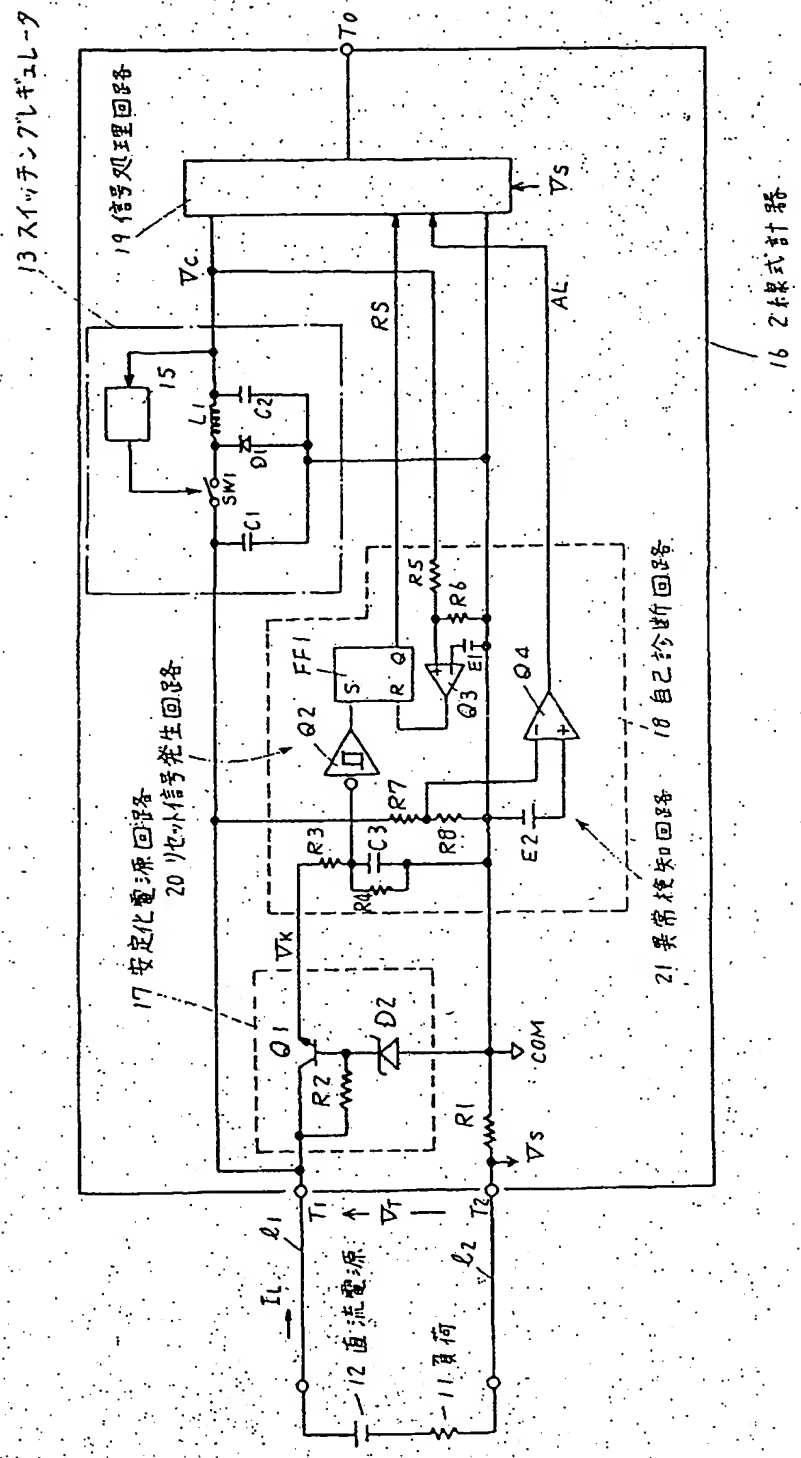 13 スイッチングレギュレータ
19 信号処理回路
T0
VC
15
L1
SW1
C1
D1
C2
RS
VS
AL
16 2線式計器
17 安定化電源回路
20 リセット信号発生回路
FF1
S
R
Q
Q2
R5
R6
E1
Q3
+
Q4
-
+
R3
R4
C3
R7
R8
E2
18 自己診断回路
21 異常検知回路
VK
Q1
R2
D2
COM
R1
VS
T1
VT
T2
l1
l2
IL
12 直流電源
11 負荷